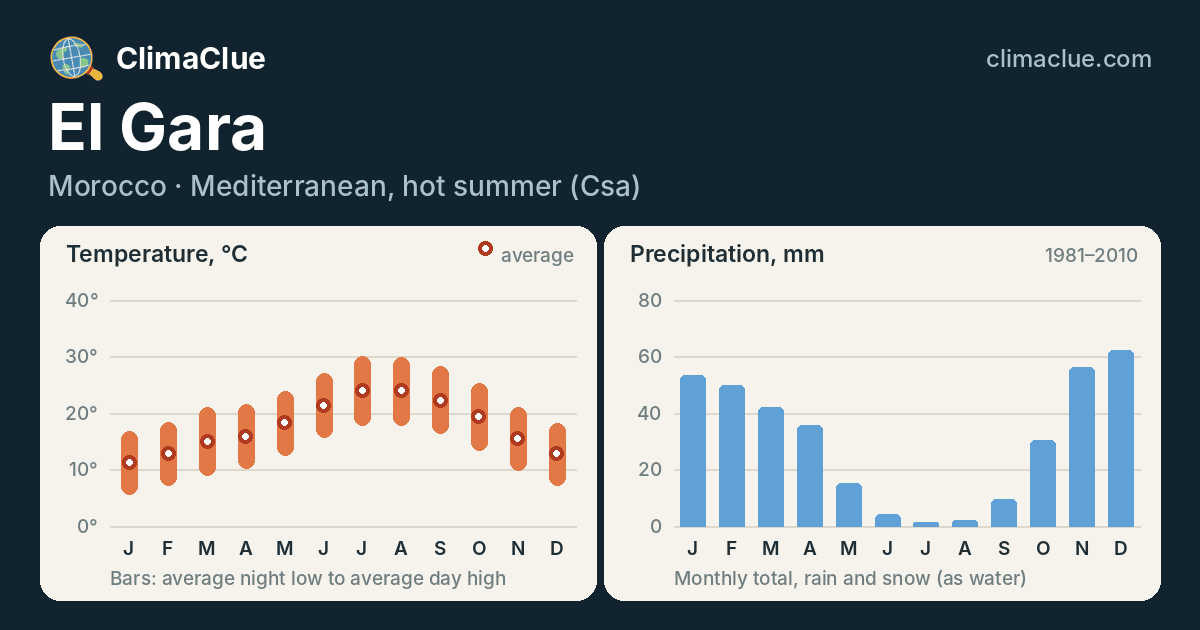 ClimaClue
climaclue.com
El Gara
Morocco · Mediterranean, hot summer (Csa)
Temperature, °C
average
40°
30°
20°
10°
0°
J F M A M J J A S O N D
Bars: average night low to average day high
Precipitation, mm
1981–2010
80
60
40
20
0
J F M A M J J A S O N D
Monthly total, rain and snow (as water)